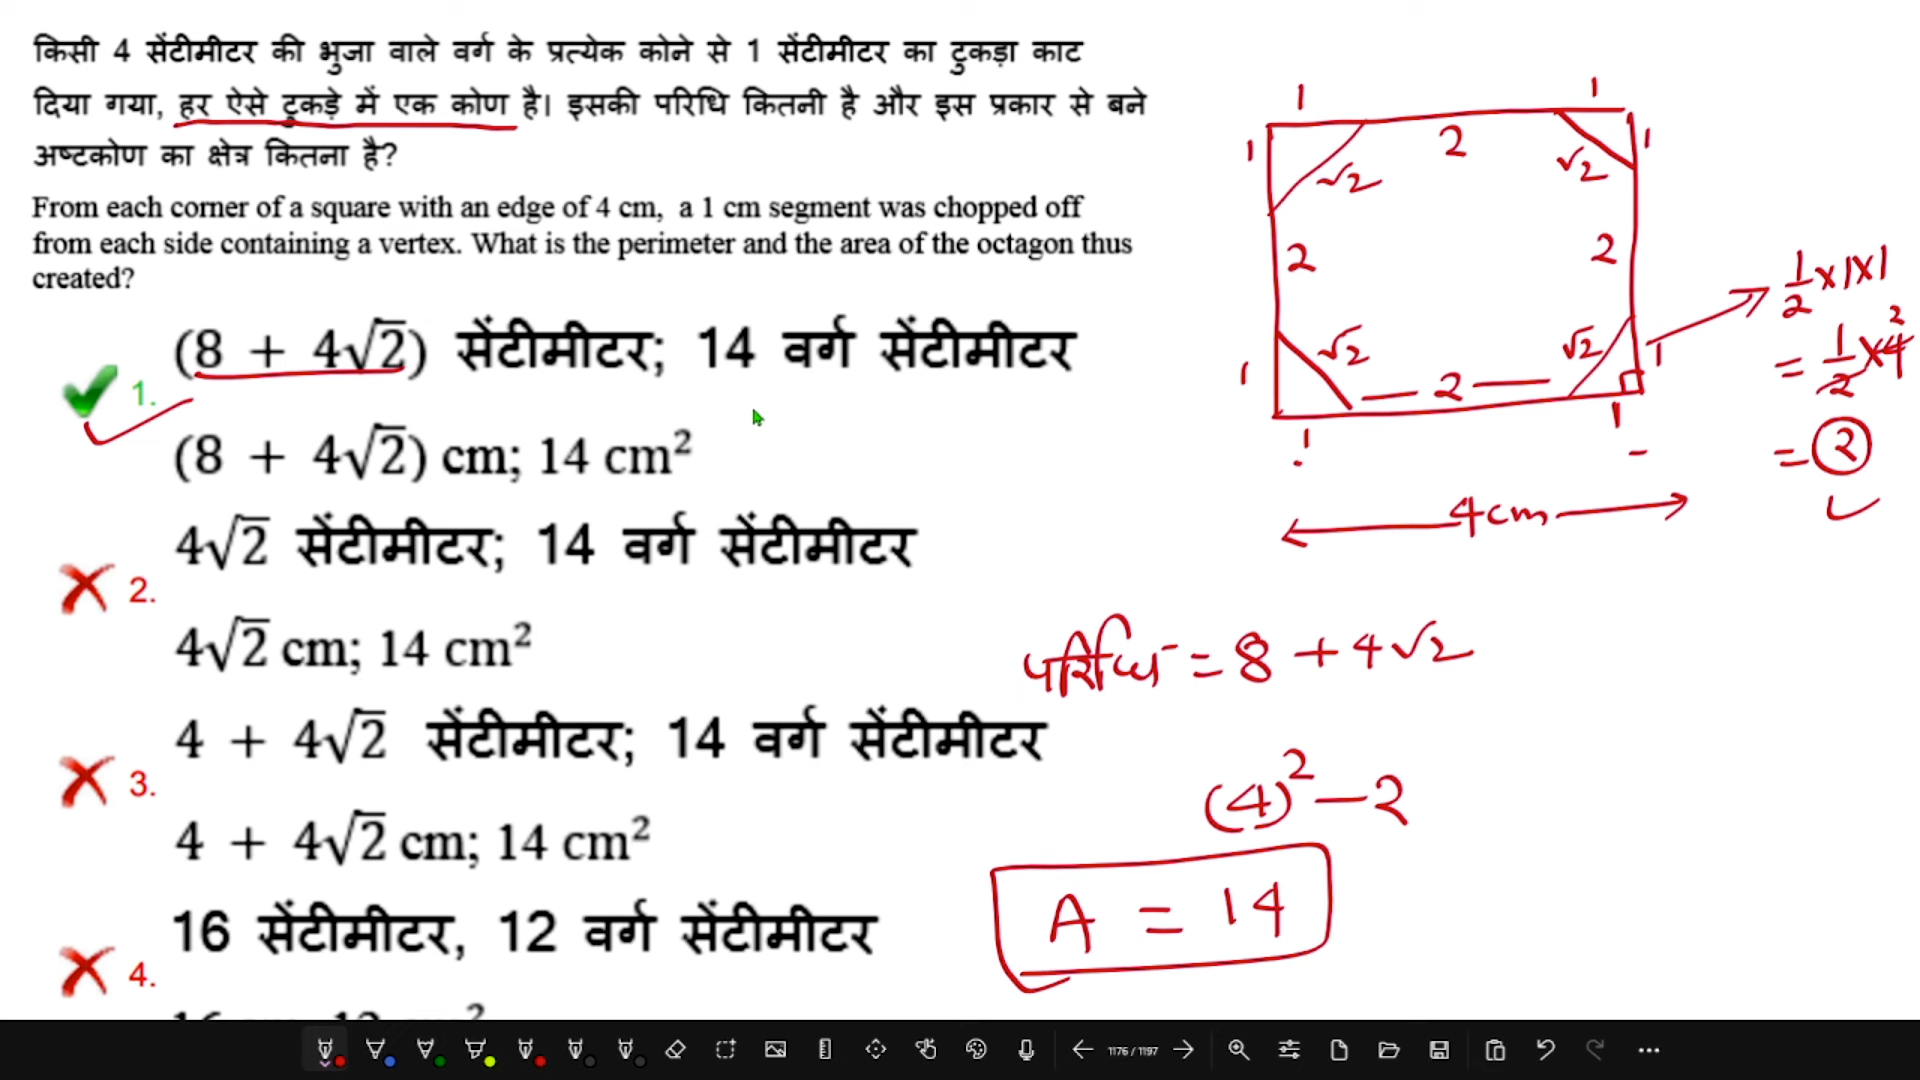 किसी 4 सेंटीमीटर की भुजा वाले वर्ग के प्रत्येक कोने से 1 सेंटीमीटर का टुकड़ा काट
दिया गया, हर ऐसे टुकड़े में एक कोण है। इसकी परिधि कितनी है और इस प्रकार से बने
अष्टकोण का क्षेत्र कितना है?
From each corner of a square with an edge of 4 cm, a 1 cm segment was chopped off
from each side containing a vertex. What is the perimeter and the area of the octagon thus
created?
1. (8 + 4√2) सेंटीमीटर; 14 वर्ग सेंटीमीटर
(8 + 4√2) cm; 14 cm²
2. 4√2 सेंटीमीटर; 14 वर्ग सेंटीमीटर
4√2 cm; 14 cm²
3. 4 + 4√2 सेंटीमीटर; 14 वर्ग सेंटीमीटर
4 + 4√2 cm; 14 cm²
4. 16 सेंटीमीटर, 12 वर्ग सेंटीमीटर
1 1
1 2 1
√2 √2
2 2
√2 √2
1 2 1
1 1
4cm
1/2 x1x1
= 1/2 x4 2
= 2
परिधि = 8 + 4√2
(4)² - 2
A = 14
1176 / 1197